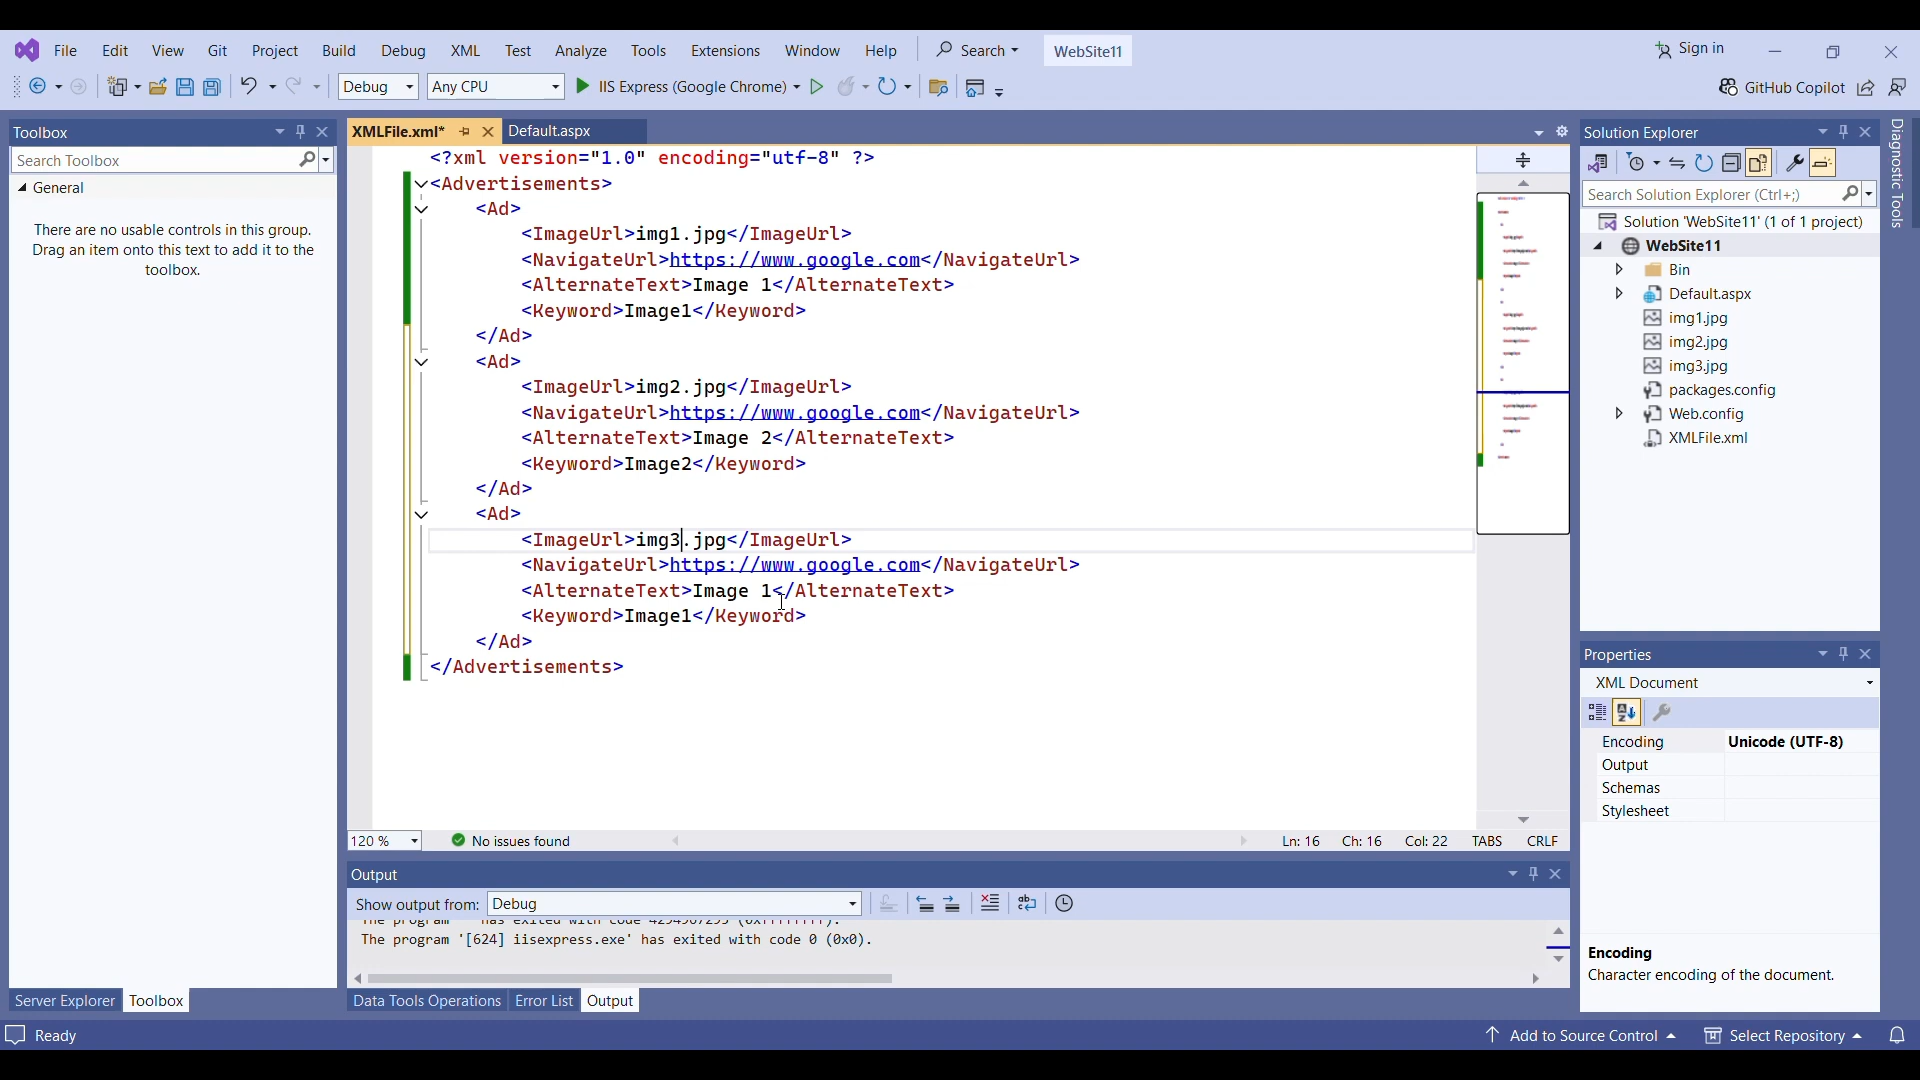 File Edit View Git Project Build Debug XML Test Analyze Tools Extensions Window Help Search WebSite11 Sign in
Debug Any CPU IIS Express (Google Chrome) GitHub Copilot
Toolbox
Search Toolbox
General
There are no usable controls in this group.
Drag an item onto this text to add it to the
toolbox.
Server Explorer Toolbox
XMLFile.xml* Default.aspx
<?xml version="1.0" encoding="utf-8" ?>
<Advertisements>
<Ad>
<ImageUrl>img1.jpg</ImageUrl>
<NavigateUrl>https://www.google.com</NavigateUrl>
<AlternateText>Image 1</AlternateText>
<Keyword>Image1</Keyword>
</Ad>
<Ad>
<ImageUrl>img2.jpg</ImageUrl>
<NavigateUrl>https://www.google.com</NavigateUrl>
<AlternateText>Image 2</AlternateText>
<Keyword>Image2</Keyword>
</Ad>
<Ad>
<ImageUrl>img3.jpg</ImageUrl>
<NavigateUrl>https://www.google.com</NavigateUrl>
<AlternateText>Image 1</AlternateText>
<Keyword>Image1</Keyword>
</Ad>
</Advertisements>
120 % No issues found Ln: 16 Ch: 16 Col: 22 TABS CRLF
Output
Show output from: Debug
The program '[624] iisexpress.exe' has exited with code 0 (0x0).
Data Tools Operations Error List Output
Solution Explorer
Search Solution Explorer (Ctrl+;)
Solution 'WebSite11' (1 of 1 project)
WebSite11
Bin
Default.aspx
img1.jpg
img2.jpg
img3.jpg
packages.config
Web.config
XMLFile.xml
Properties
XML Document
Encoding Unicode (UTF-8)
Output
Schemas
Stylesheet
Encoding
Character encoding of the document.
Diagnostic Tools
Ready Add to Source Control Select Repository